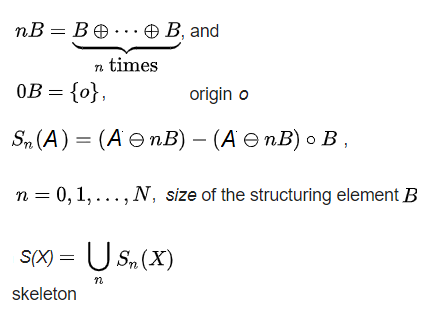 nB = B ⊕ ⋯ ⊕ B, and
n times
0B = {o}, origin o
Sₙ(A) = (A ⊖ nB) − (A ⊖ nB) ∘ B ,
n = 0, 1, . . . , N, size of the structuring element B
S(X) = ⋃ Sₙ(X)
n
skeleton